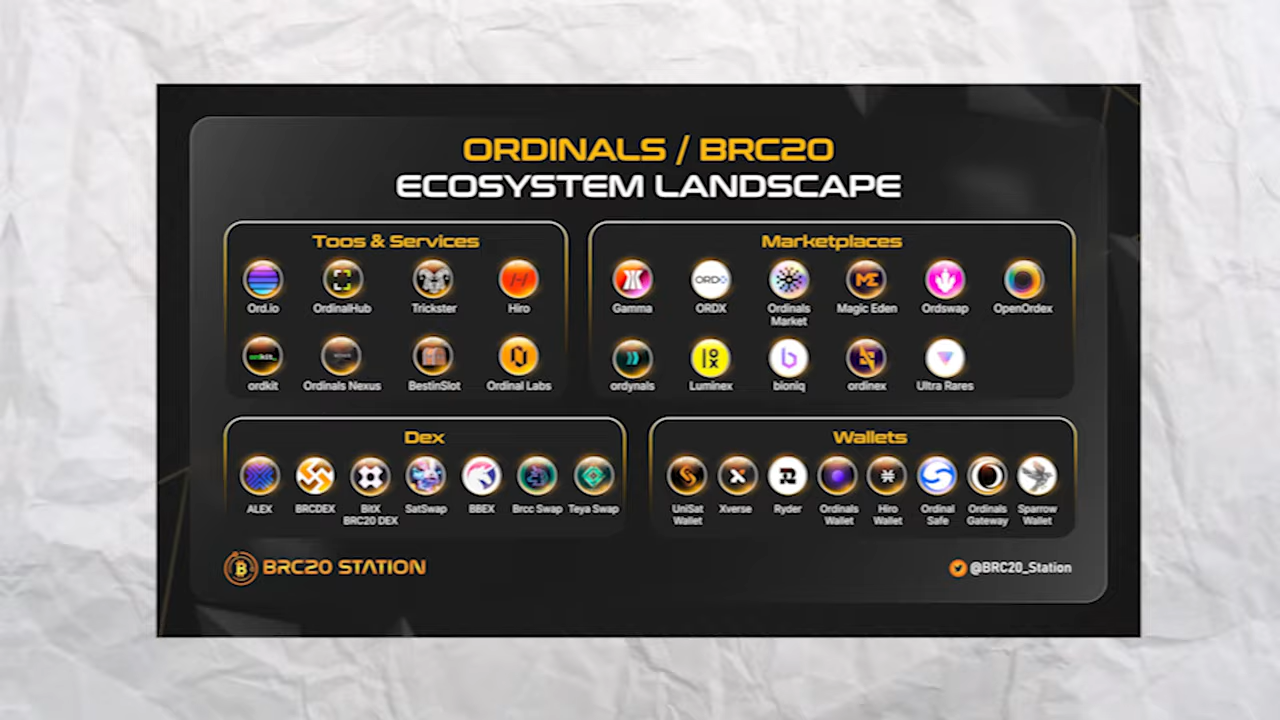 ORDINALS / BRC20
ECOSYSTEM LANDSCAPE
Toos & Services
Ord.io OrdinalHub Trickster Hiro
ordkit Ordinals Nexus BestinSlot Ordinal Labs
Marketplaces
ORD
Gamma ORDX Ordinals Market Magic Eden Ordswap OpenOrdex
ordynals Luminex bioniq ordinex Ultra Rares
Dex
ALEX BRCDEX BitX BRC20 DEX SatSwap BBEX Brcc Swap Teya Swap
Wallets
UniSat Wallet Xverse Ryder Ordinals Wallet Hiro Wallet Ordinal Safe Ordinals Gateway Sparrow Wallet
BRC20 STATION
@BRC20_Station